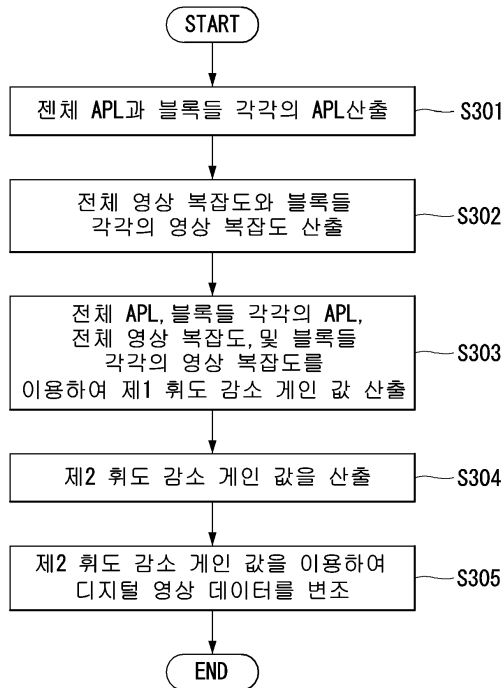 START
젠체 APL과 블록들 각각의 APL산출
S301
전체 영상 복잡도와 블록들
각각의 영상 복잡도 산출
S302
전체 APL, 블록들 각각의 APL,
전체 영상 복잡도, 및 블록들
각각의 영상 복잡도를
이용하여 제1 휘도 감소 게인 값 산출
S303
제2 휘도 감소 게인 값을 산출
S304
제2 휘도 감소 게인 값을 이용하여
디지털 영상 데이터를 변조
S305
END